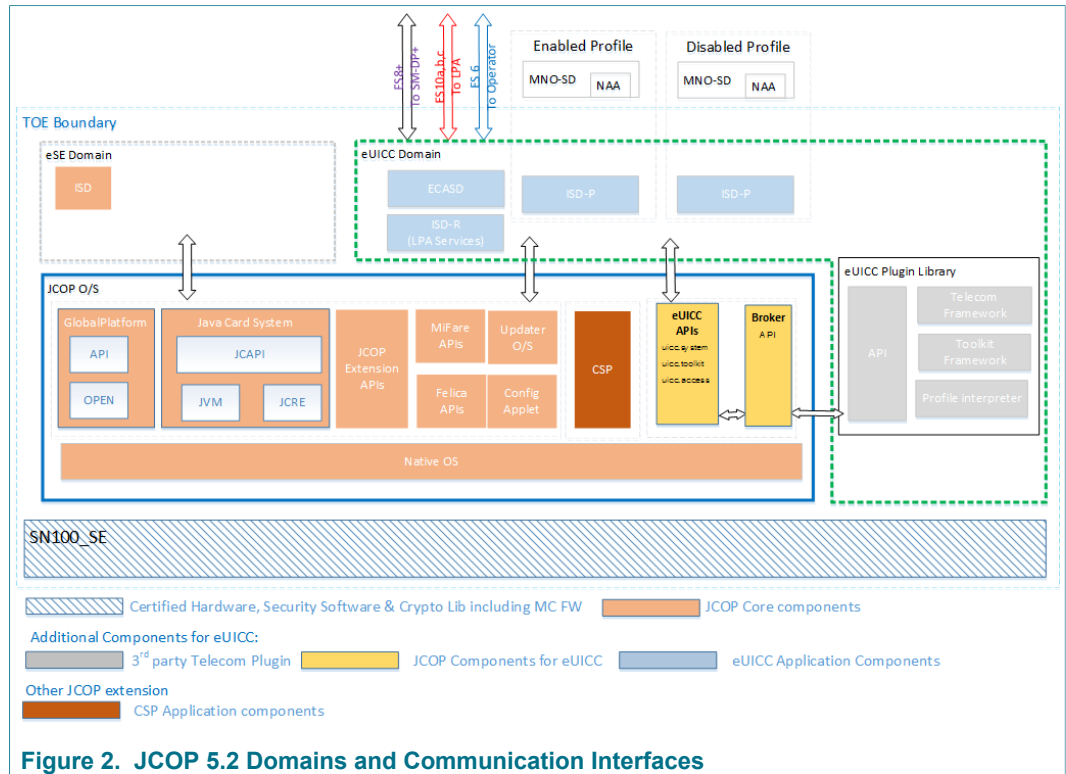 ES8+
To SM-DP+
ES10a,b,c
To LPA
ES 6
To Operator
Enabled Profile
MNO-SD
NAA
Disabled Profile
MNO-SD
NAA
TOE Boundary
eSE Domain
ISD
eUICC Domain
ECASD
ISD-R
(LPA Services)
ISD-P
ISD-P
JCOP O/S
GlobalPlatform
API
OPEN
Java Card System
JCAPI
JVM
JCRE
JCOP
Extension
APIs
MiFare
APIs
Updater
O/S
Felica
APIs
Config
Applet
CSP
eUICC
APIs
uicc.system
uicc.toolkit
uicc.access
Broker
API
eUICC Plugin Library
API
Telecom
Framework
Toolkit
Framework
Profile interpreter
Native OS
SN100_SE
Certified Hardware, Security Software & Crypto Lib including MC FW
JCOP Core components
Additional Components for eUICC:
3rd party Telecom Plugin
JCOP Components for eUICC
eUICC Application Components
Other JCOP extension
CSP Application components
Figure 2. JCOP 5.2 Domains and Communication Interfaces